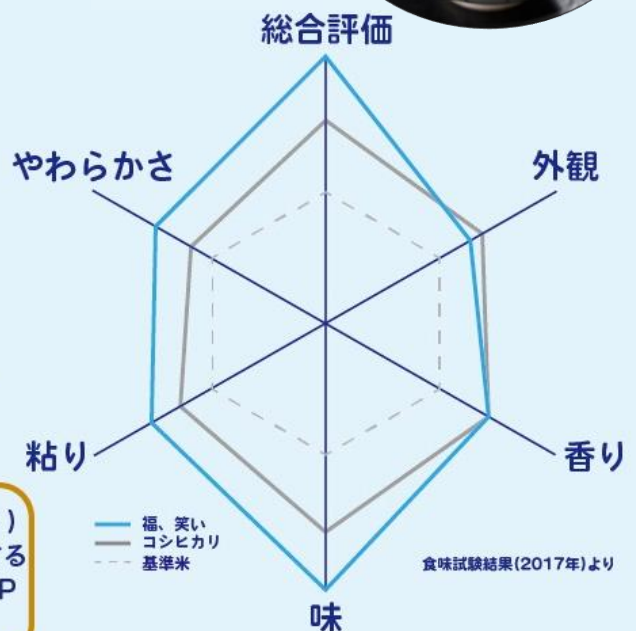 総合評価
やわらかさ
外観
粘り
香り
）
する
P
福、笑い
コシヒカリ
基準米
食味試験結果(2017年)より
味